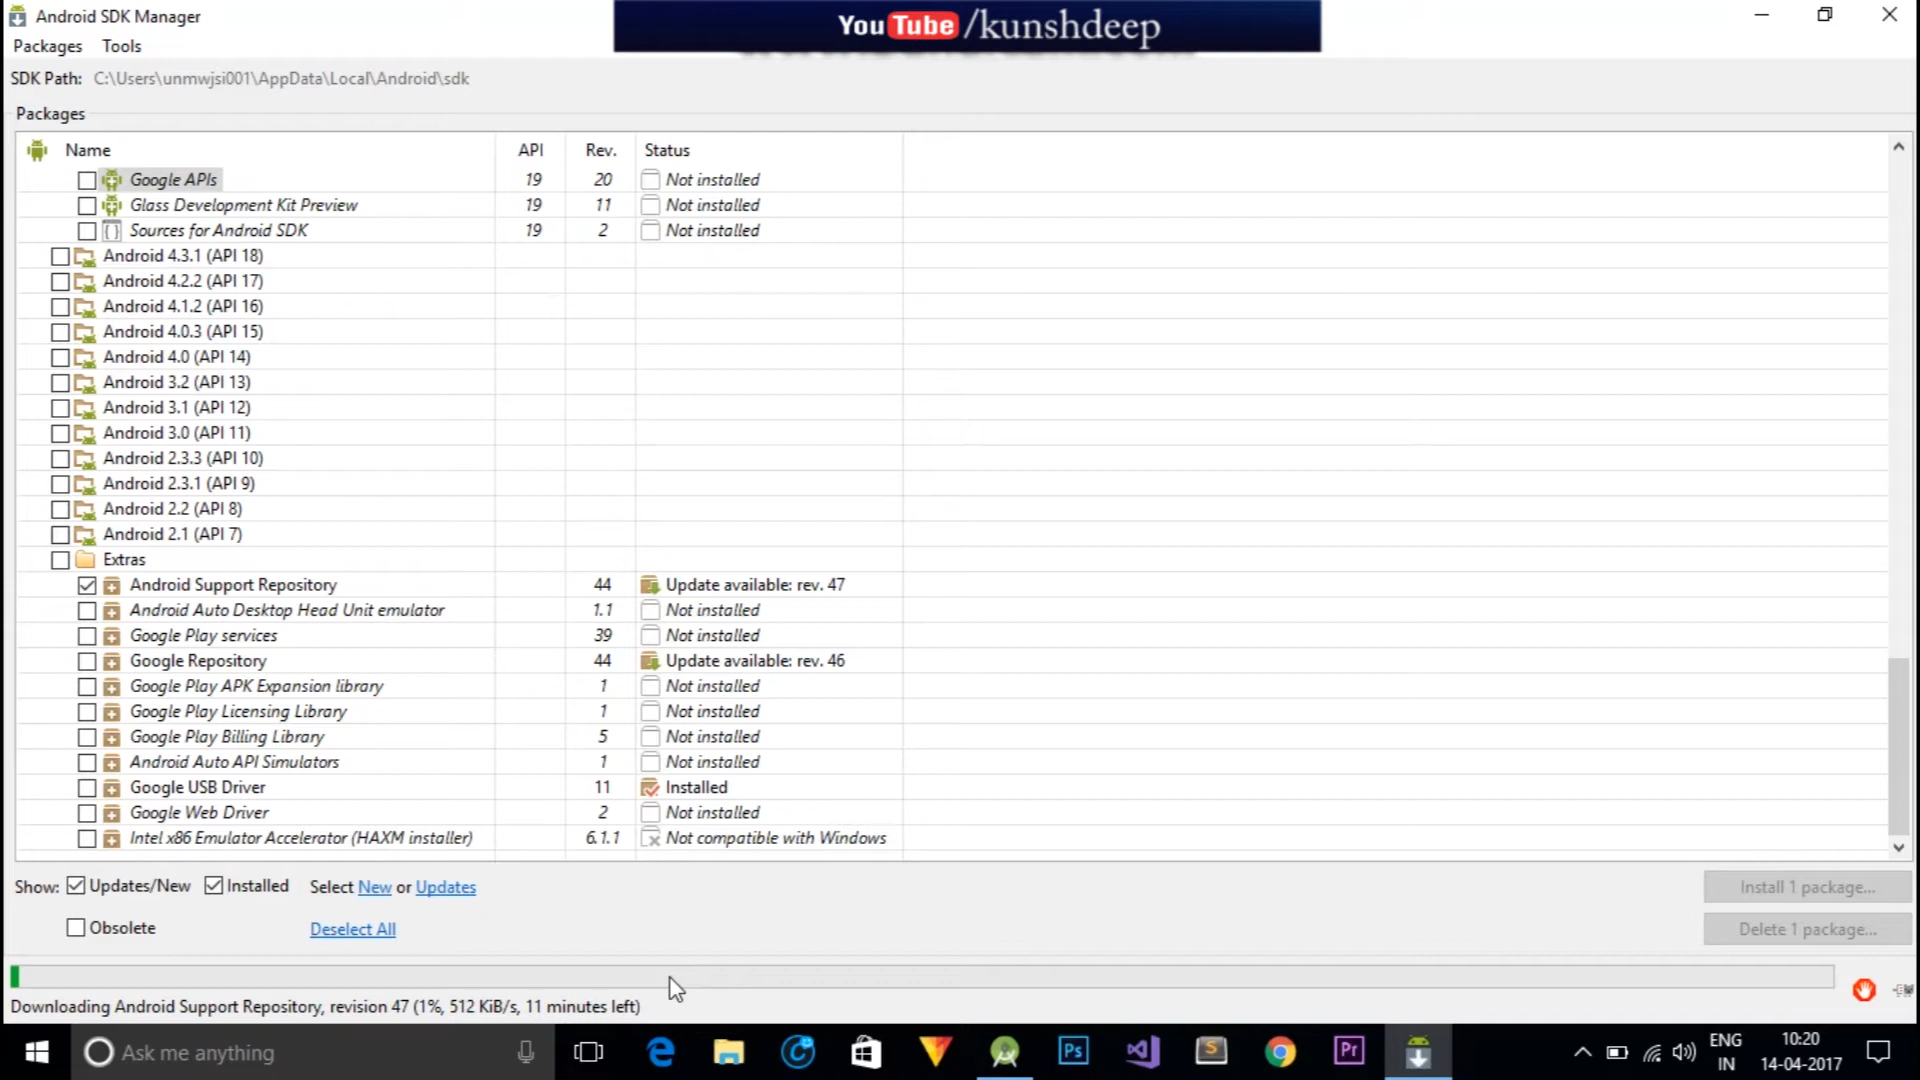 Android SDK Manager
YouTube /kunshdeep
Packages Tools
SDK Path: C:\Users\unmwjsi001\AppData\Local\Android\sdk
Packages
Name API Rev. Status
Google APIs 19 20 Not installed
Glass Development Kit Preview 19 11 Not installed
Sources for Android SDK 19 2 Not installed
Android 4.3.1 (API 18)
Android 4.2.2 (API 17)
Android 4.1.2 (API 16)
Android 4.0.3 (API 15)
Android 4.0 (API 14)
Android 3.2 (API 13)
Android 3.1 (API 12)
Android 3.0 (API 11)
Android 2.3.3 (API 10)
Android 2.3.1 (API 9)
Android 2.2 (API 8)
Android 2.1 (API 7)
Extras
Android Support Repository 44 Update available: rev. 47
Android Auto Desktop Head Unit emulator 1.1 Not installed
Google Play services 39 Not installed
Google Repository 44 Update available: rev. 46
Google Play APK Expansion library 1 Not installed
Google Play Licensing Library 1 Not installed
Google Play Billing Library 5 Not installed
Android Auto API Simulators 1 Not installed
Google USB Driver 11 Installed
Google Web Driver 2 Not installed
Intel x86 Emulator Accelerator (HAXM installer) 6.1.1 Not compatible with Windows
Show: Updates/New Installed Select New or Updates Install 1 package...
Obsolete Deselect All Delete 1 package...
Downloading Android Support Repository, revision 47 (1%, 512 KiB/s, 11 minutes left)
Ask me anything
Ps
S
Pr
ENG
IN
10:20
14-04-2017